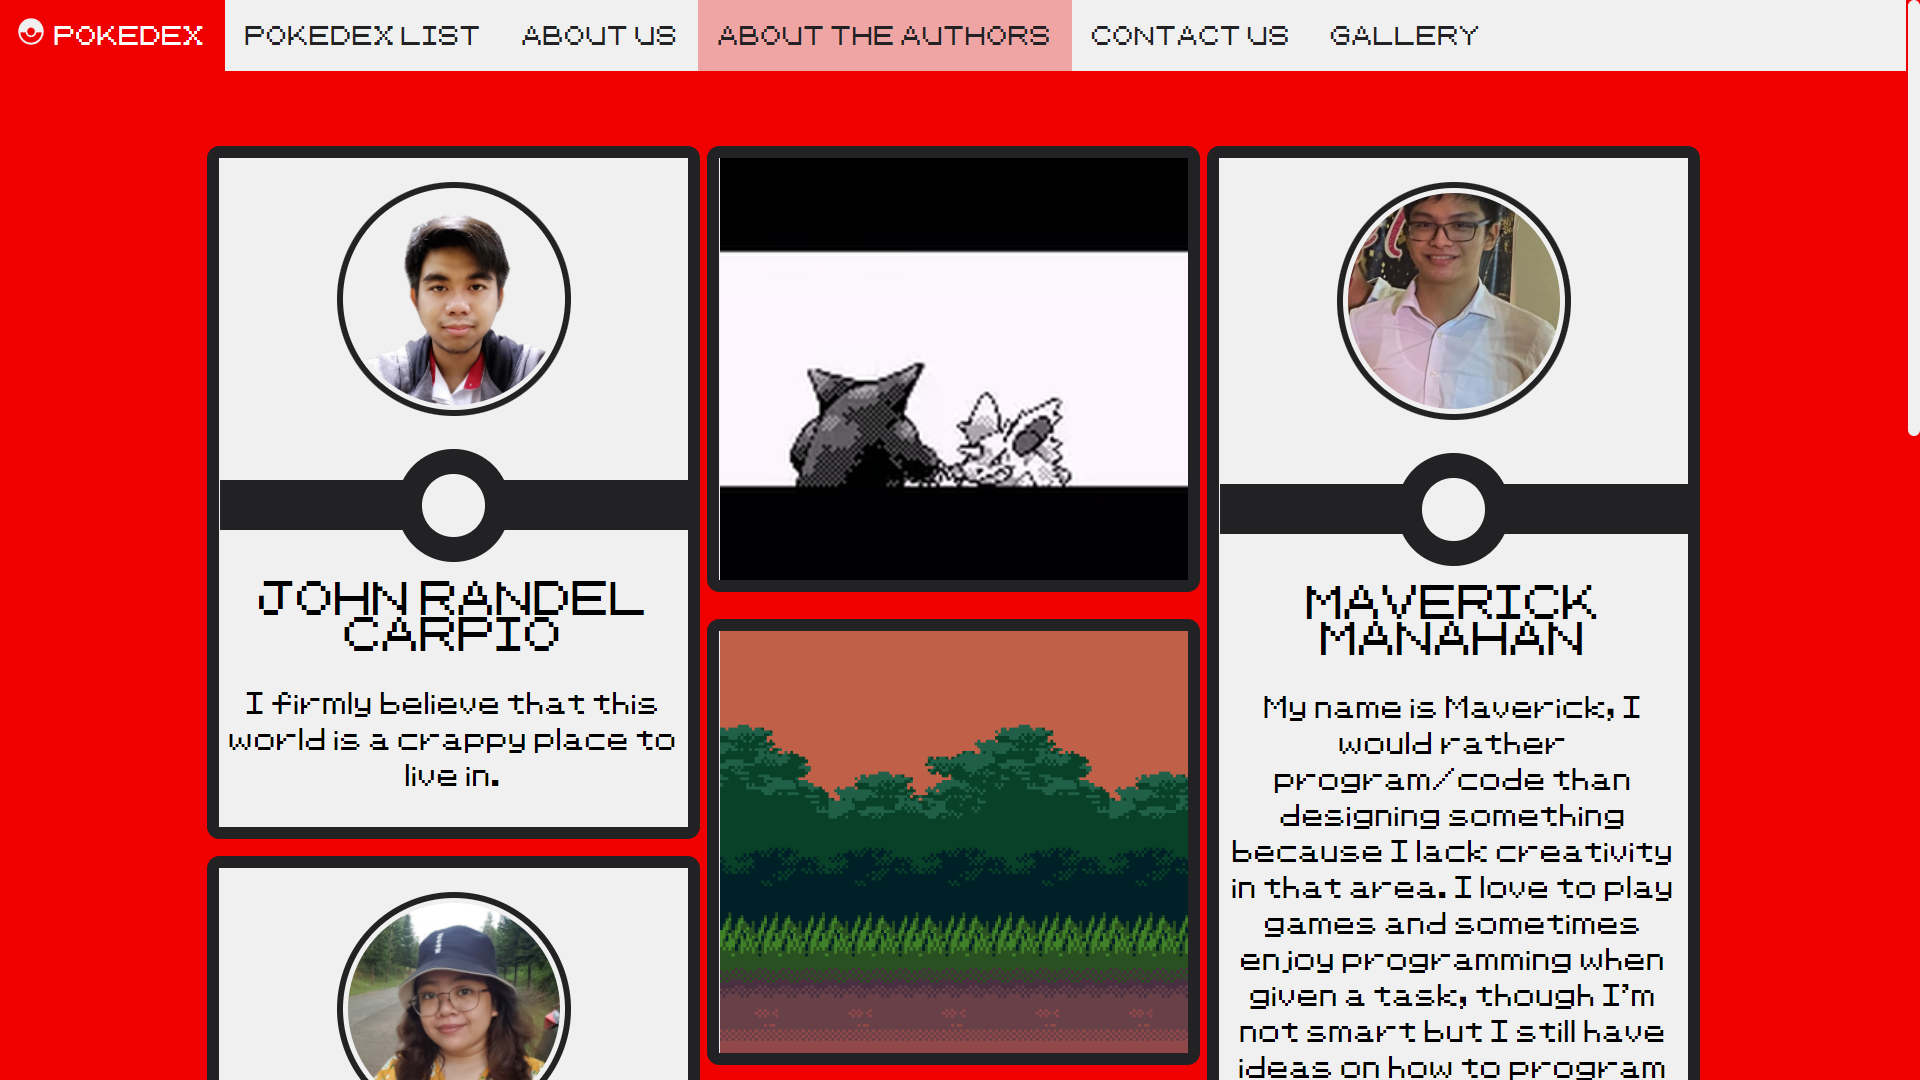 POKEDEX
POKEDEX LIST
ABOUT US
ABOUT THE AUTHORS
CONTACT US
GALLERY
JOHN RANDEL
CARPIO
I firmly believe that this
world is a crappy place to
live in.
MAVERICK
MANAHAN
My name is Maverick, I
would rather
program/code than
designing something
because I lack creativity
in that area. I love to play
games and sometimes
enjoy programming when
given a task, though I'm
not smart but I still have
ideas on how to program